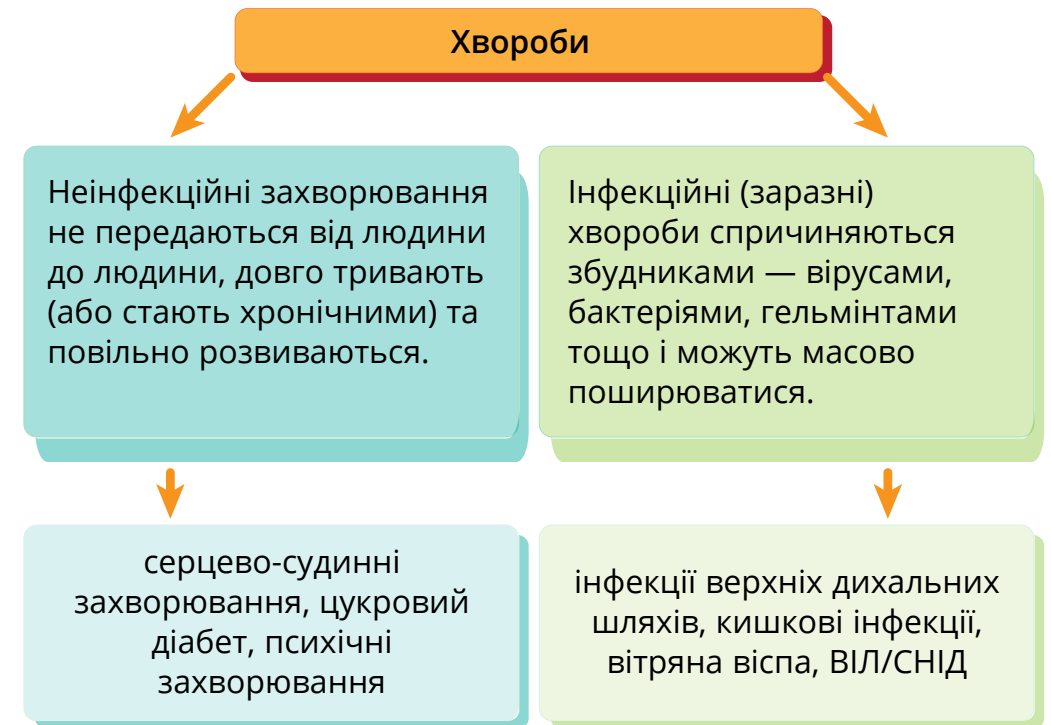 Хвороби
Неінфекційні захворювання
не передаються від людини
до людини, довго тривають
(або стають хронічними) та
повільно розвиваються.
Інфекційні (заразні)
хвороби спричиняються
збудниками — вірусами,
бактеріями, гельмінтами
тощо і можуть масово
поширюватися.
серцево-судинні
захворювання, цукровий
діабет, психічні
захворювання
інфекції верхніх дихальних
шляхів, кишкові інфекції,
вітряна віспа, ВІЛ/СНІД